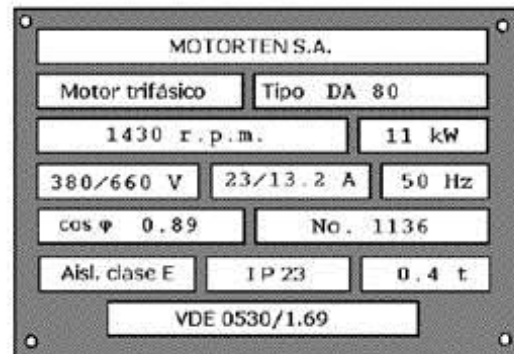 MOTORTEN S.A.
Motor trifásico Tipo DA 80
1430 r.p.m. 11 kW
380/660 V 23/13.2 A 50 Hz
cos φ 0.89 No. 1136
Aisl. clase E IP 23 0.4 t
VDE 0530/1.69